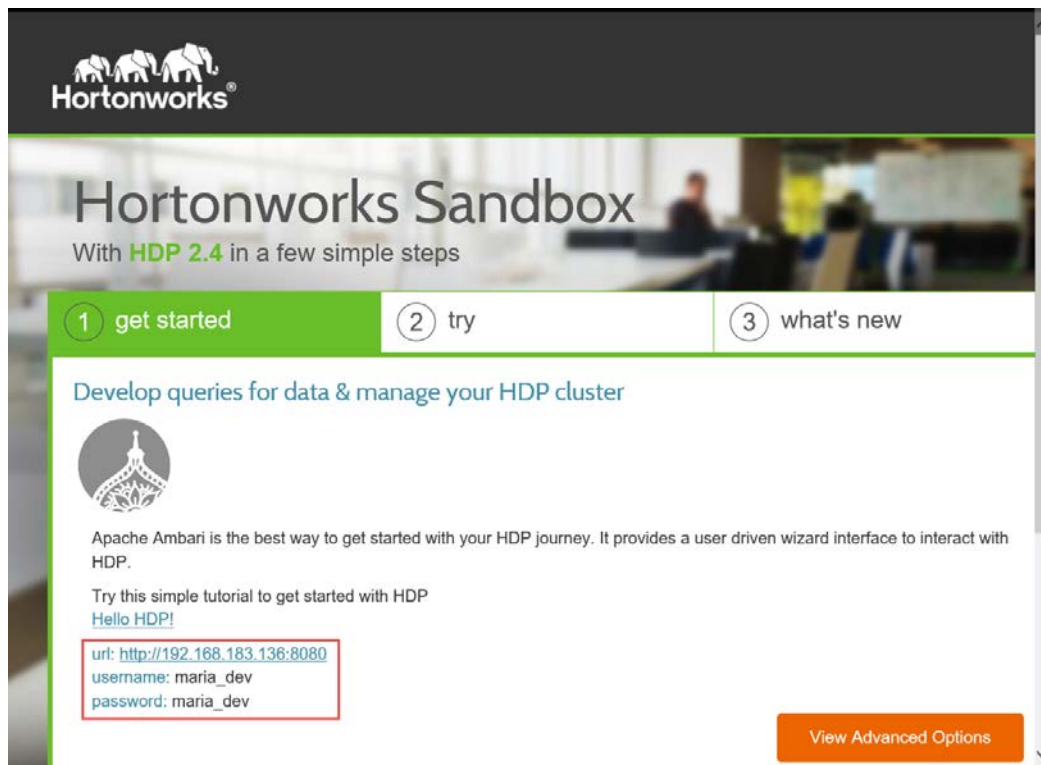 Hortonworks®
Hortonworks Sandbox
With HDP 2.4 in a few simple steps
1 get started
2 try
3 what's new
Develop queries for data & manage your HDP cluster
Apache Ambari is the best way to get started with your HDP journey. It provides a user driven wizard interface to interact with
HDP.
Try this simple tutorial to get started with HDP
Hello HDP!
url: http://192.168.183.136:8080
username: maria_dev
password: maria_dev
View Advanced Options